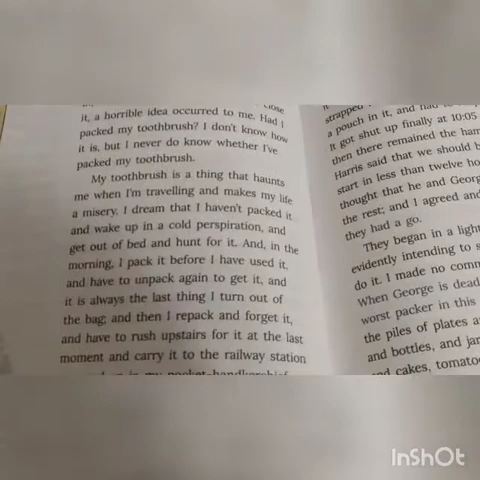 close
it, a horrible idea occurred to me. Had I
packed my toothbrush? I don't know how
it is, but I never do know whether I've
packed my toothbrush.
My toothbrush is a thing that haunts
me when I'm travelling and makes my life
a misery. I dream that I haven't packed it
and wake up in a cold perspiration, and
get out of bed and hunt for it. And, in the
morning, I pack it before I have used it,
and have to unpack again to get it, and
it is always the last thing I turn out of
the bag; and then I repack and forget it,
and have to rush upstairs for it at the last
moment and carry it to the railway station
in my pocket-handkerchief
strapped
a pouch in it, and had to
It got shut up finally at 10:05
then there remained the ham
Harris said that we should b
start in less than twelve ho
thought that he and Georg
the rest; and I agreed and
they had a go.
They began in a light
evidently intending to s
do it. I made no comm
When George is dead
worst packer in this
the piles of plates a
and bottles, and jar
and cakes, tomato
InShOt